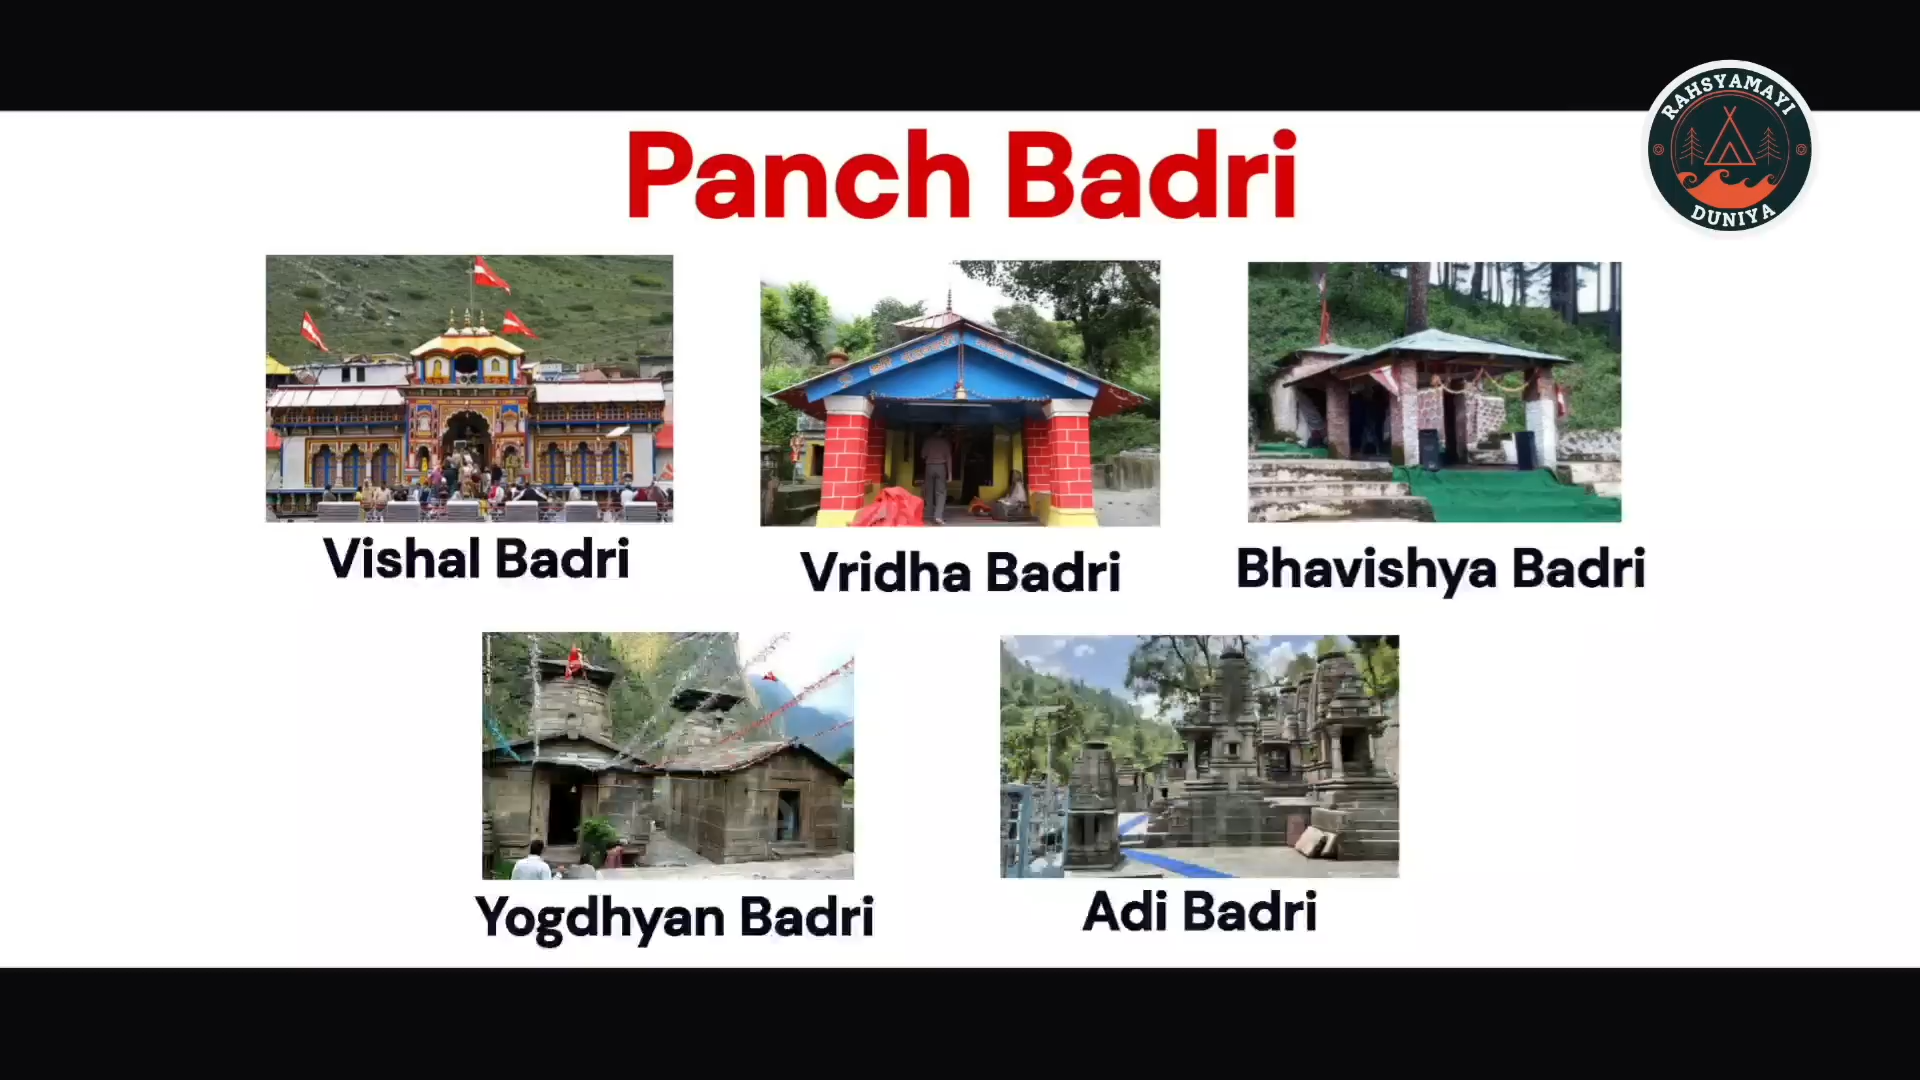 Panch Badri
RAHSYAMAYI
DUNIYA
Vishal Badri
Vridha Badri
Bhavishya Badri
Yogdhyan Badri
Adi Badri